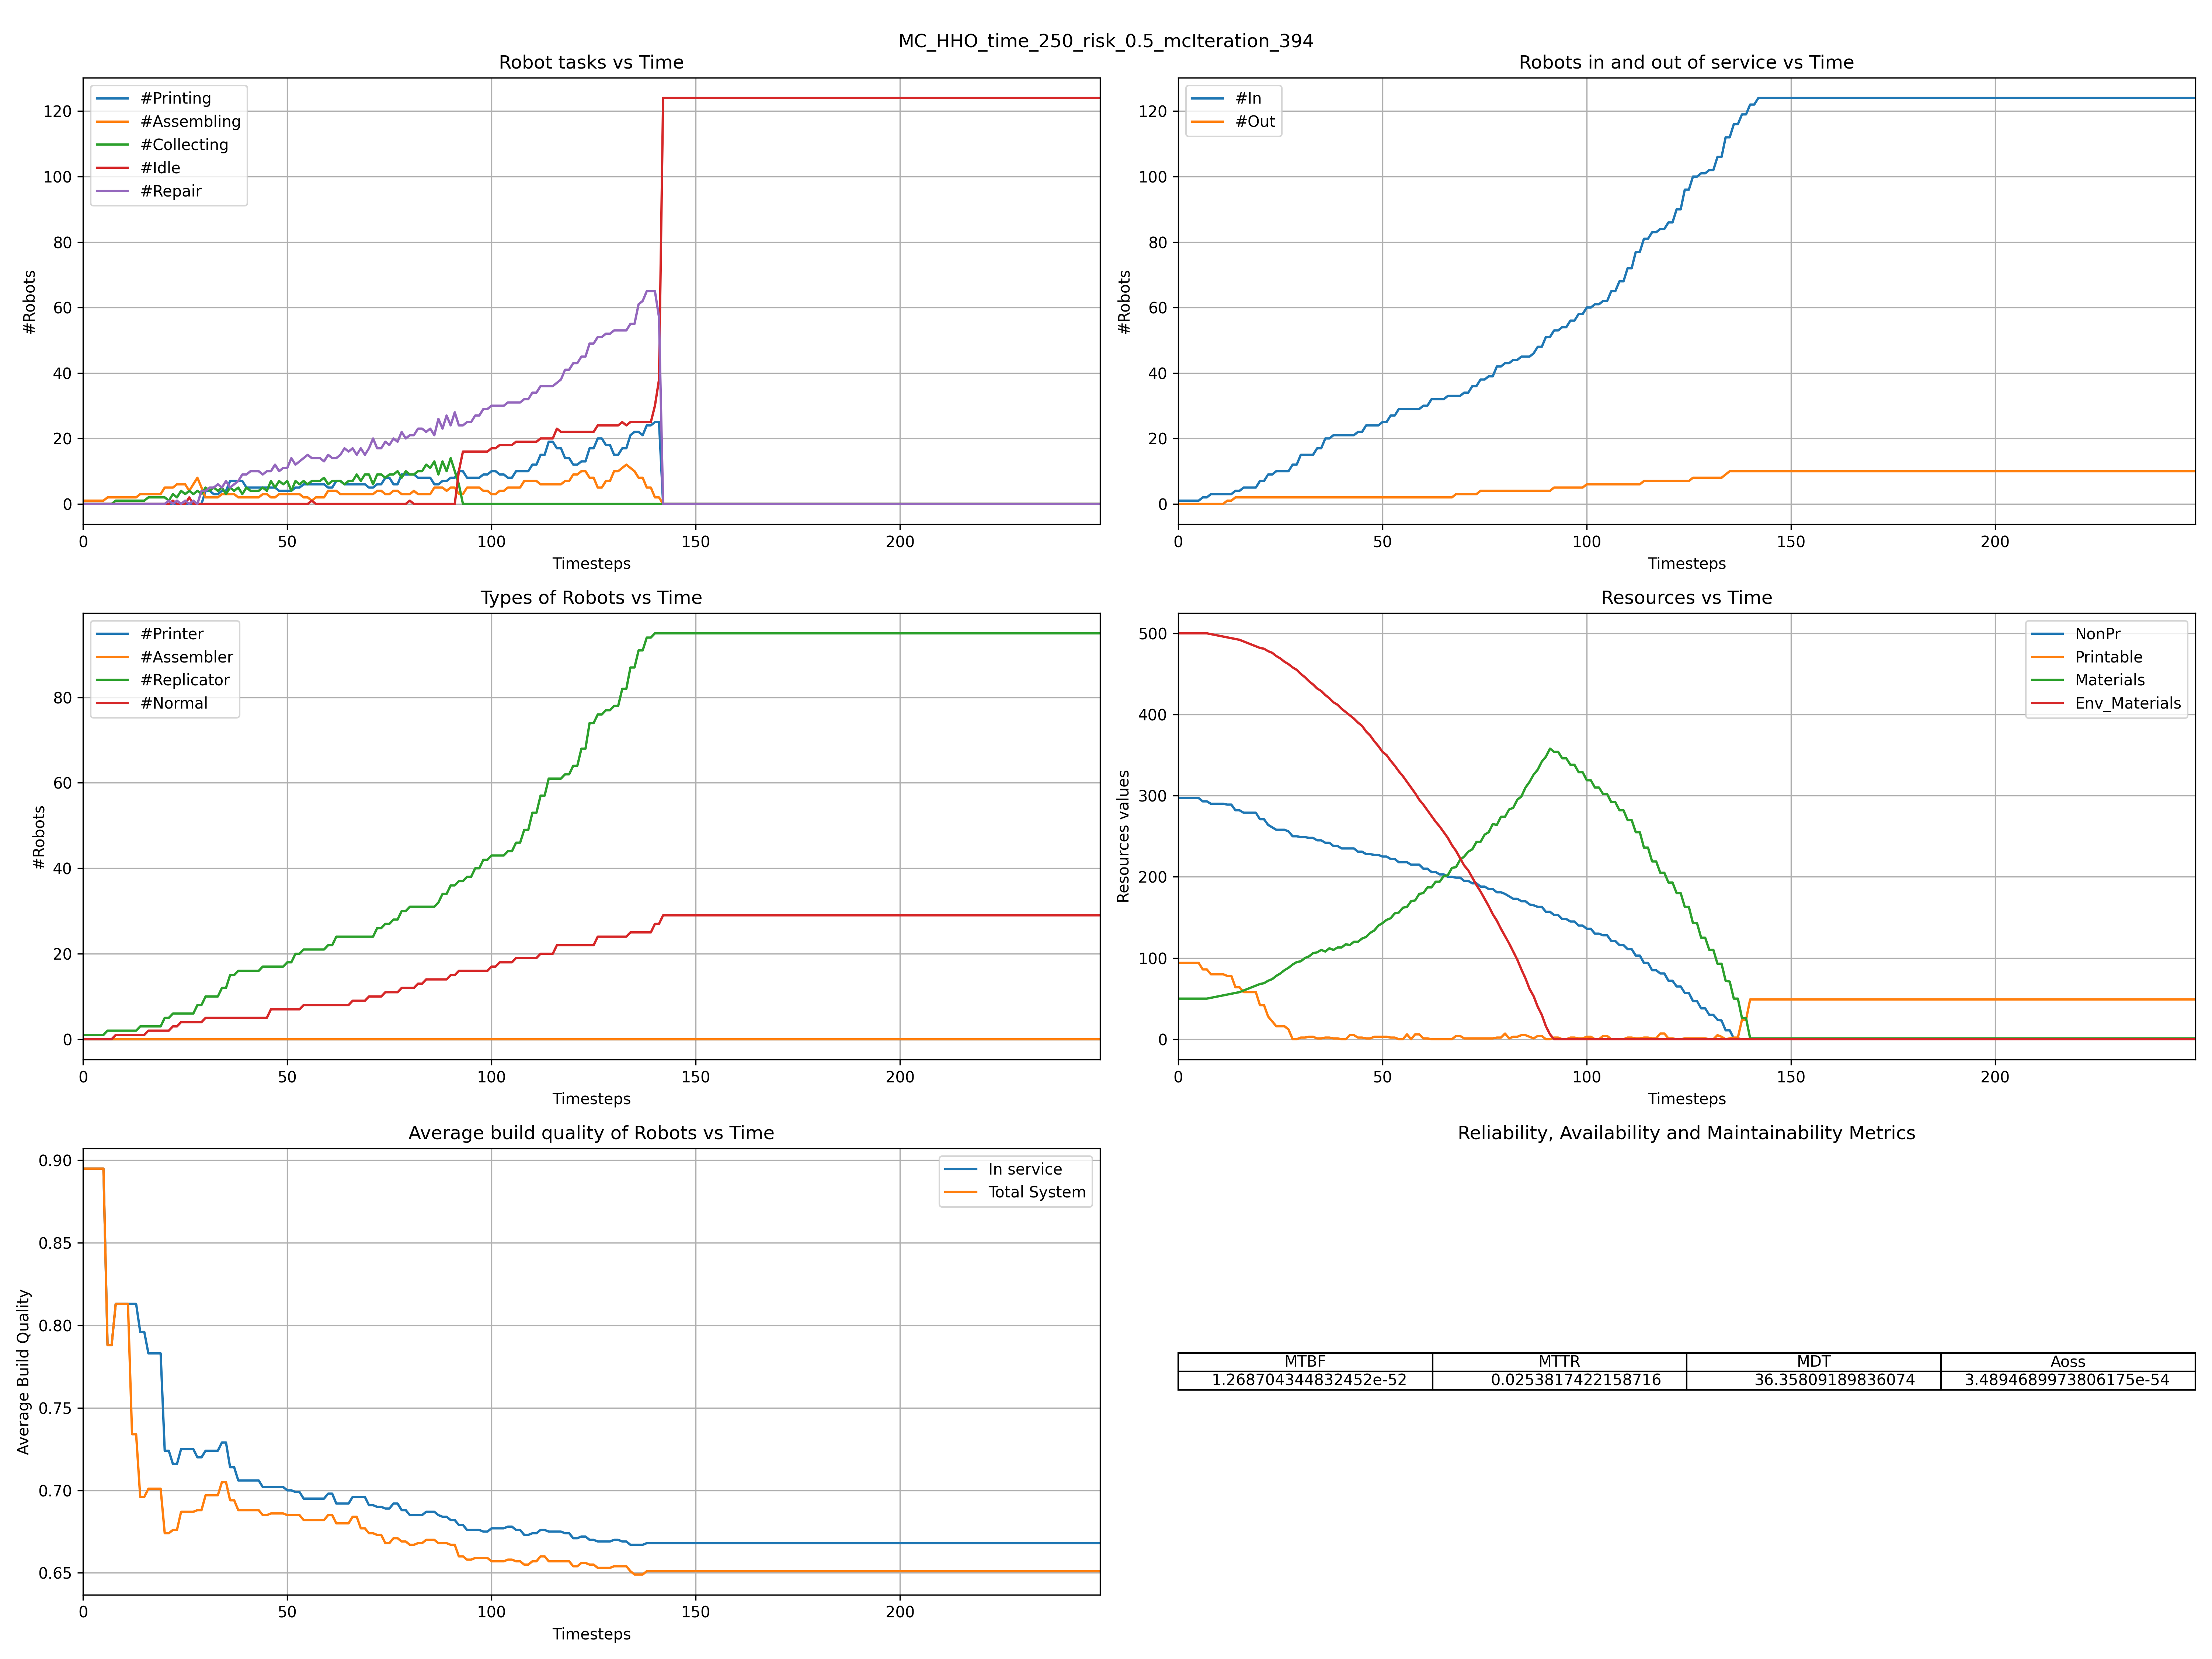 MC_HHO_time_250_risk_0.5_mcIteration_394
Robot tasks vs Time
#Printing
#Assembling
#Collecting
#Idle
#Repair
120
100
80
60
40
20
0
#Robots
0 50 100 150 200
Timesteps
Robots in and out of service vs Time
#In
#Out
120
100
80
60
40
20
0
#Robots
0 50 100 150 200
Timesteps
Types of Robots vs Time
#Printer
#Assembler
#Replicator
#Normal
80
60
40
20
0
#Robots
0 50 100 150 200
Timesteps
Resources vs Time
NonPr
Printable
Materials
Env_Materials
500
400
300
200
100
0
Resources values
0 50 100 150 200
Timesteps
Average build quality of Robots vs Time
In service
Total System
0.90
0.85
0.80
0.75
0.70
0.65
Average Build Quality
0 50 100 150 200
Timesteps
Reliability, Availability and Maintainability Metrics
MTBF MTTR MDT Aoss
1.268704344832452e-52 0.0253817422158716 36.35809189836074 3.4894689973806175e-54